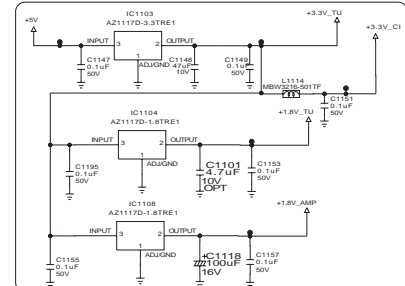 IC1103
AZ1117D-3.3TRE1
+5V
+3.3V_TU
+3.3V_CI
INPUT
3
2
OUTPUT
1
ADJ/GND
C1147
0.1uF
50V
C1148
47uF
10V
C1149
0.1uF
50V
L1114
MBW3216-501TF
C1151
0.1uF
50V
IC1104
AZ1117D-1.8TRE1
+1.8V_TU
INPUT
3
2
OUTPUT
1
ADJ/GND
C1195
0.1uF
50V
C1101
4.7uF
10V
OPT
C1153
0.1uF
50V
IC1108
AZ1117D-1.8TRE1
+1.8V_AMP
INPUT
3
2
OUTPUT
1
ADJ/GND
C1155
0.1uF
50V
+
C1118
100uF
16V
C1157
0.1uF
50V